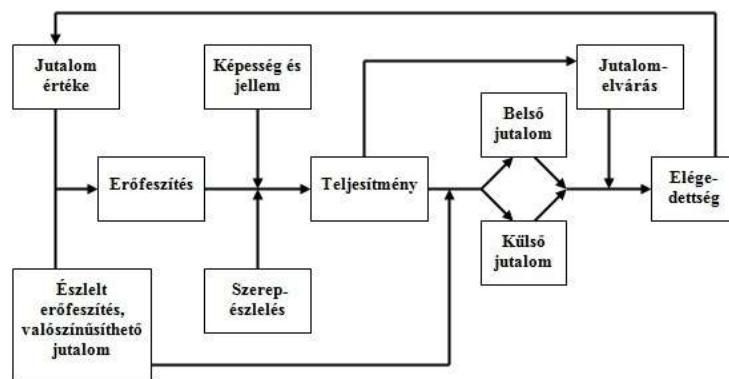 Jutalom
értéke
Képesség és
jellem
Jutalom-
elvárás
Belső
jutalom
Erőfeszítés
Teljesítmény
Elége-
dettség
Külső
jutalom
Észlelt
erőfeszítés,
valószínűsíthető
jutalom
Szerep-
észlelés